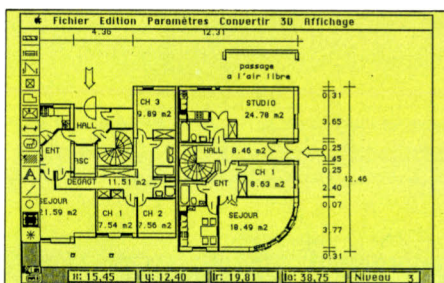 Fichier Edition Paramètres Convertir 3D Affichage
4.36 12.31
passage
a l'air libre
CH 3
9.89 m2
STUDIO
24.78 m2
HALL
HALL 8.46 m2
ENT
ASC
DEGAGT 11.51 m2
ENT
CH 1
8.63 m2
SEJOUR
21.59 m2
CH 1
7.54 m2
CH 2
7.56 m2
SEJOUR
18.49 m2
0.31
3.65
0.25
.45
0.25
2.40
0.07
3.77
0.31
12.46
x: 15,45 y: 12,40 lr: 19,81 la: 38,75 Niveau 3